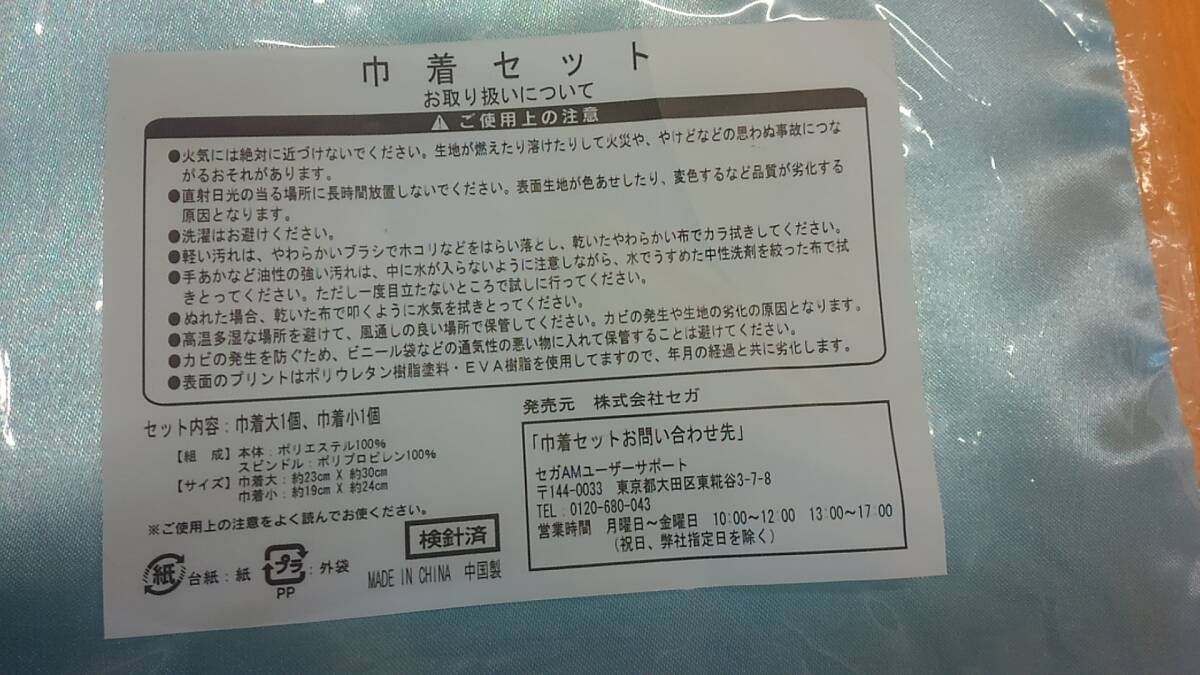 巾着セット
お取り扱いについて
⚠ご使用上の注意
●火気には絶対に近づけないでください。生地が燃えたり溶けたりして火災や、やけどなどの思わぬ事故につな
がるおそれがあります。
●直射日光の当る場所に長時間放置しないでください。表面生地が色あせしたり、変色するなど品質が劣化する
原因となります。
●洗濯はお避けください。
●軽い汚れは、やわらかいブラシでホコリなどをはらい落とし、乾いたやわらかい布でカラ拭きしてください。
●手あかなど油性の強い汚れは、中に水が入らないように注意しながら、水でうすめた中性洗剤を絞った布で拭
きとってください。ただし一度目立たないところで試しに行ってください。
●ぬれた場合、乾いた布で叩くように水気を拭きとってください。
●高温多湿な場所を避けて、風通しの良い場所で保管してください。カビの発生や生地の劣化の原因となります。
●カビの発生を防ぐため、ビニール袋などの通気性の悪い物に入れて保管することは避けてください。
●表面のプリントはポリウレタン樹脂塗料・EVA樹脂を使用してますので、年月の経過と共に劣化します。
セット内容：巾着大1個、巾着小1個
【組　成】本体：ポリエステル100%
スピンドル：ポリプロピレン100%
【サイズ】巾着大：約23cm X 約30cm
巾着小：約19cm X 約24cm
※ご使用上の注意をよく読んでお使ください。
紙 台紙：紙 プラ：外袋
PP
検針済
MADE IN CHINA 中国製
発売元　株式会社セガ
「巾着セットお問い合わせ先」
セガAMユーザーサポート
〒144-0033　東京都大田区東糀谷3-7-8
TEL：0120-680-043
営業時間　月曜日～金曜日　10:00～12:00　13:00～17:00
（祝日、弊社指定日を除く）